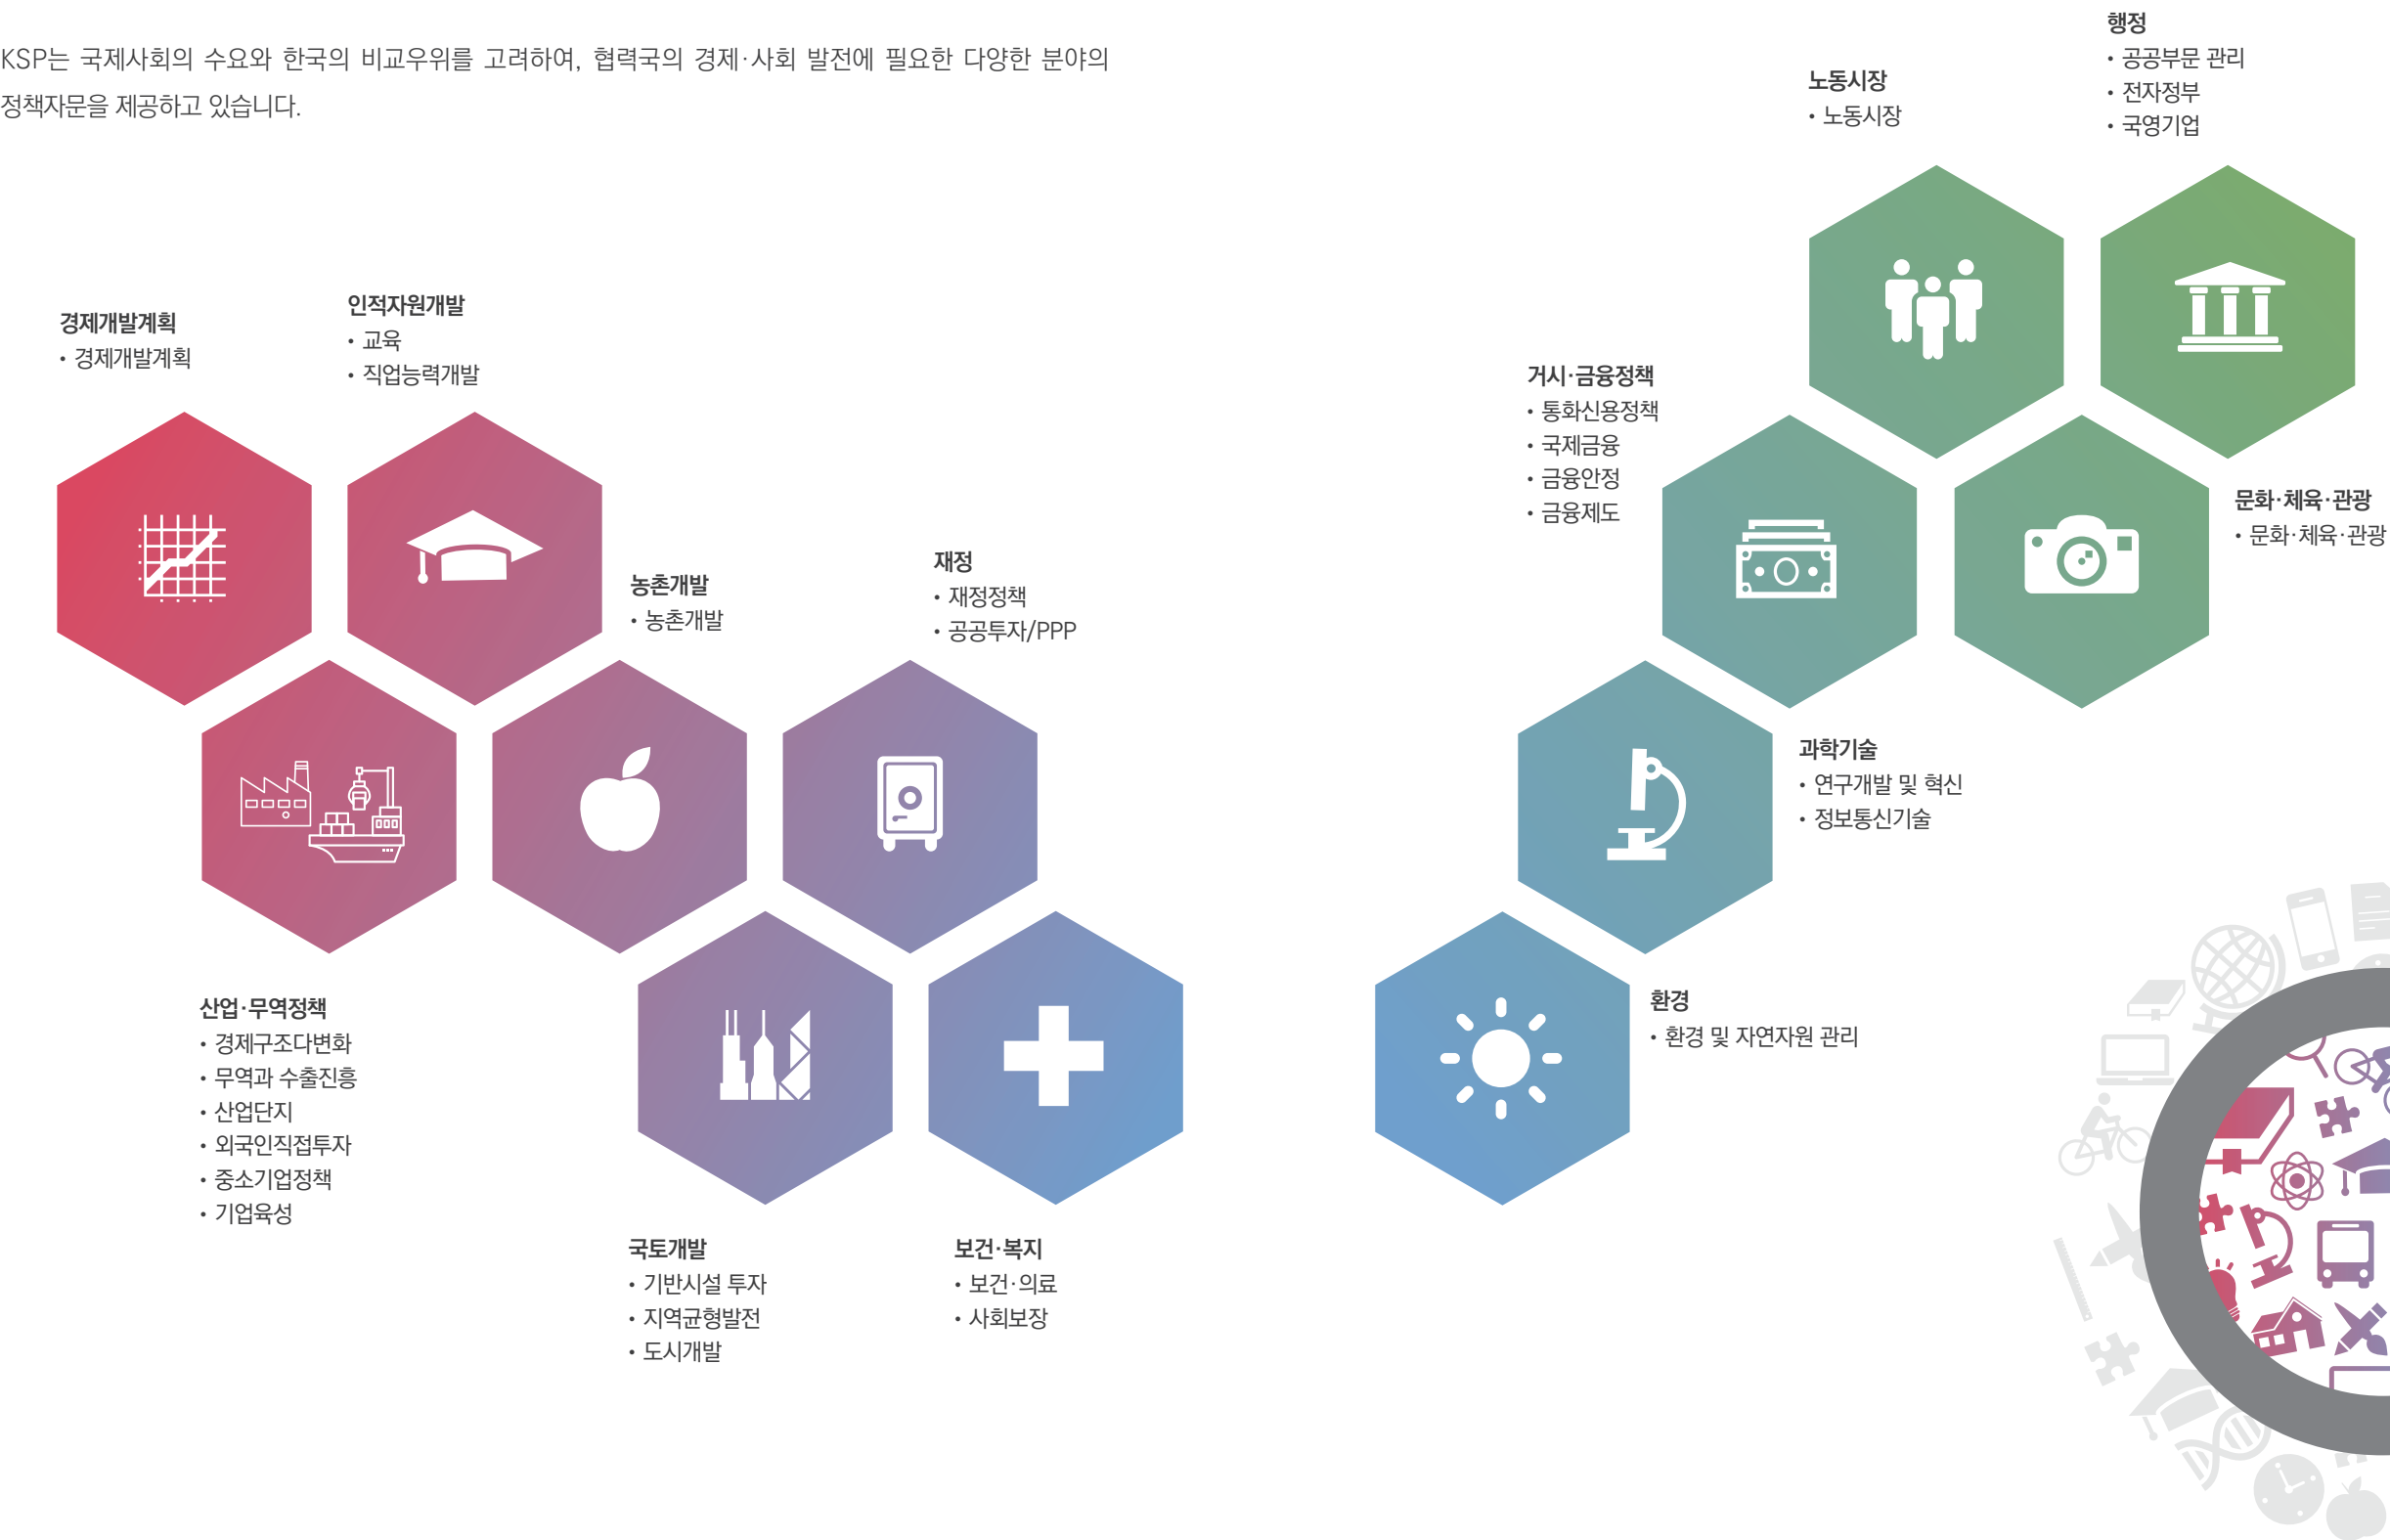 KSP는 국제사회의 수요와 한국의 비교우위를 고려하여, 협력국의 경제·사회 발전에 필요한 다양한 분야의
정책자문을 제공하고 있습니다.
경제개발계획
• 경제개발계획
인적자원개발
• 교육
• 직업능력개발
농촌개발
• 농촌개발
재정
• 재정정책
• 공공투자/PPP
산업·무역정책
• 경제구조다변화
• 무역과 수출진흥
• 산업단지
• 외국인직접투자
• 중소기업정책
• 기업육성
국토개발
• 기반시설 투자
• 지역균형발전
• 도시개발
보건·복지
• 보건·의료
• 사회보장
행정
• 공공부문 관리
• 전자정부
• 국영기업
노동시장
• 노동시장
거시·금융정책
• 통화신용정책
• 국제금융
• 금융안정
• 금융제도
문화·체육·관광
• 문화·체육·관광
과학기술
• 연구개발 및 혁신
• 정보통신기술
환경
• 환경 및 자연자원 관리